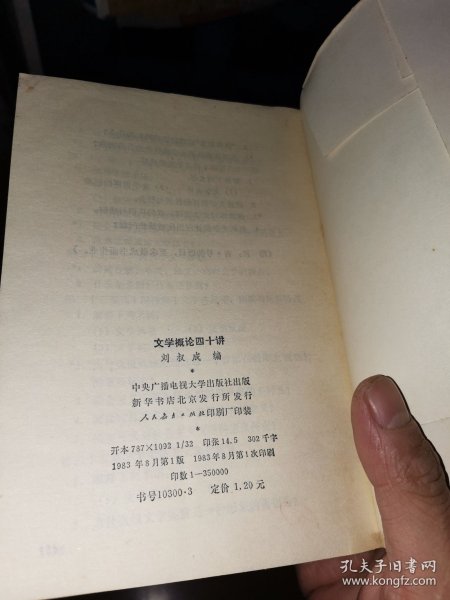 文学概论四十讲
刘叔成 编
*
中央广播电视大学出版社出版
新华书店北京发行所发行
人民教育出版社印刷厂印装
*
开本787×1092 1/32 印张14.5 302千字
1983年8月第1版 1983年8月第1次印刷
印数1—350000
书号10300·3 定价1.20元
孔夫子旧书网
www.kongfz.com